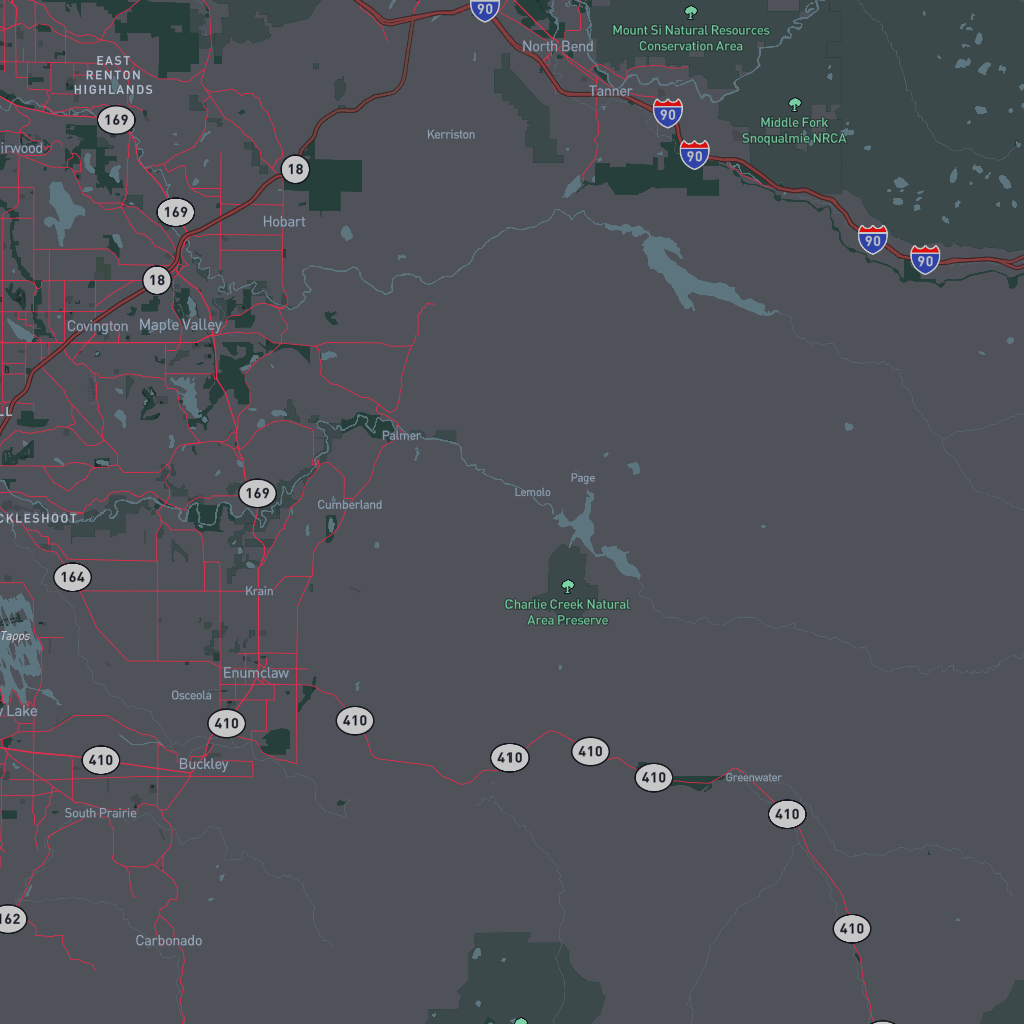 90
Mount Si Natural Resources
Conservation Area
North Bend
EAST
RENTON
HIGHLANDS
Tanner
90
169
Middle Fork
Snoqualmie NRCA
Kerriston
irwood
90
18
169
Hobart
90
90
18
Covington
Maple Valley
LL
Palmer
Page
169
Lemolo
Cumberland
CKLESHOOT
164
Krain
Charlie Creek Natural
Area Preserve
Tapps
Enumclaw
Osceola
y Lake
410
410
410
410
410
Buckley
410
Greenwater
South Prairie
410
162
410
Carbonado